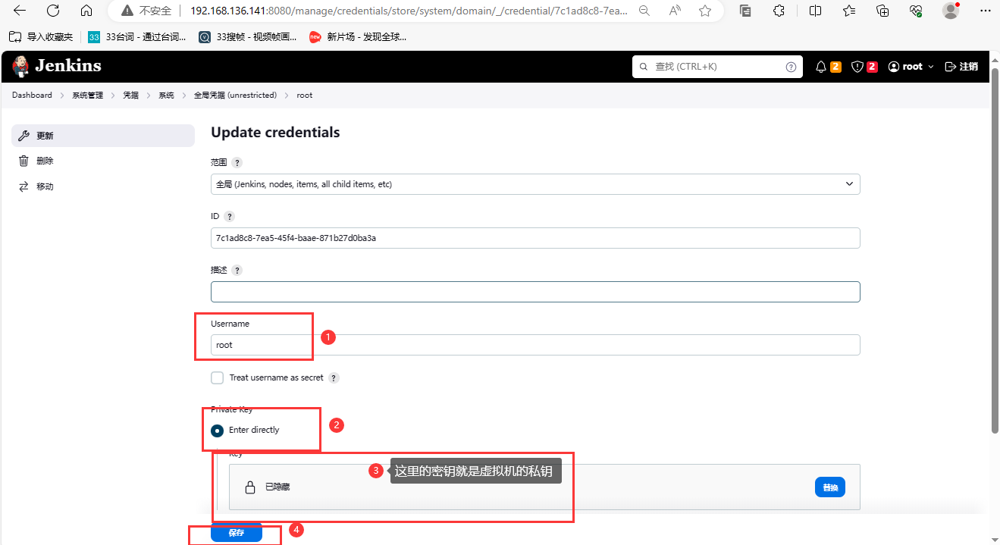 不安全
192.168.136.141:8080/manage/credentials/store/system/domain/_/credential/7c1ad8c8-7ea...
导入收藏夹
33
33台词 - 通过台词...
33搜帧 - 视频帧画...
new
新片场 - 发现全球...
Jenkins
查找 (CTRL+K)
2
2
root
注销
Dashboard
系统管理
凭据
系统
全局凭据 (unrestricted)
root
更新
删除
移动
Update credentials
范围 ?
全局 (Jenkins, nodes, items, all child items, etc)
ID ?
7c1ad8c8-7ea5-45f4-baae-871b27d0ba3a
描述 ?
Username
1
root
Treat username as secret ?
Private Key
2
Enter directly
Key
3 这里的密钥就是虚拟机的私钥
已隐藏
替换
4
保存